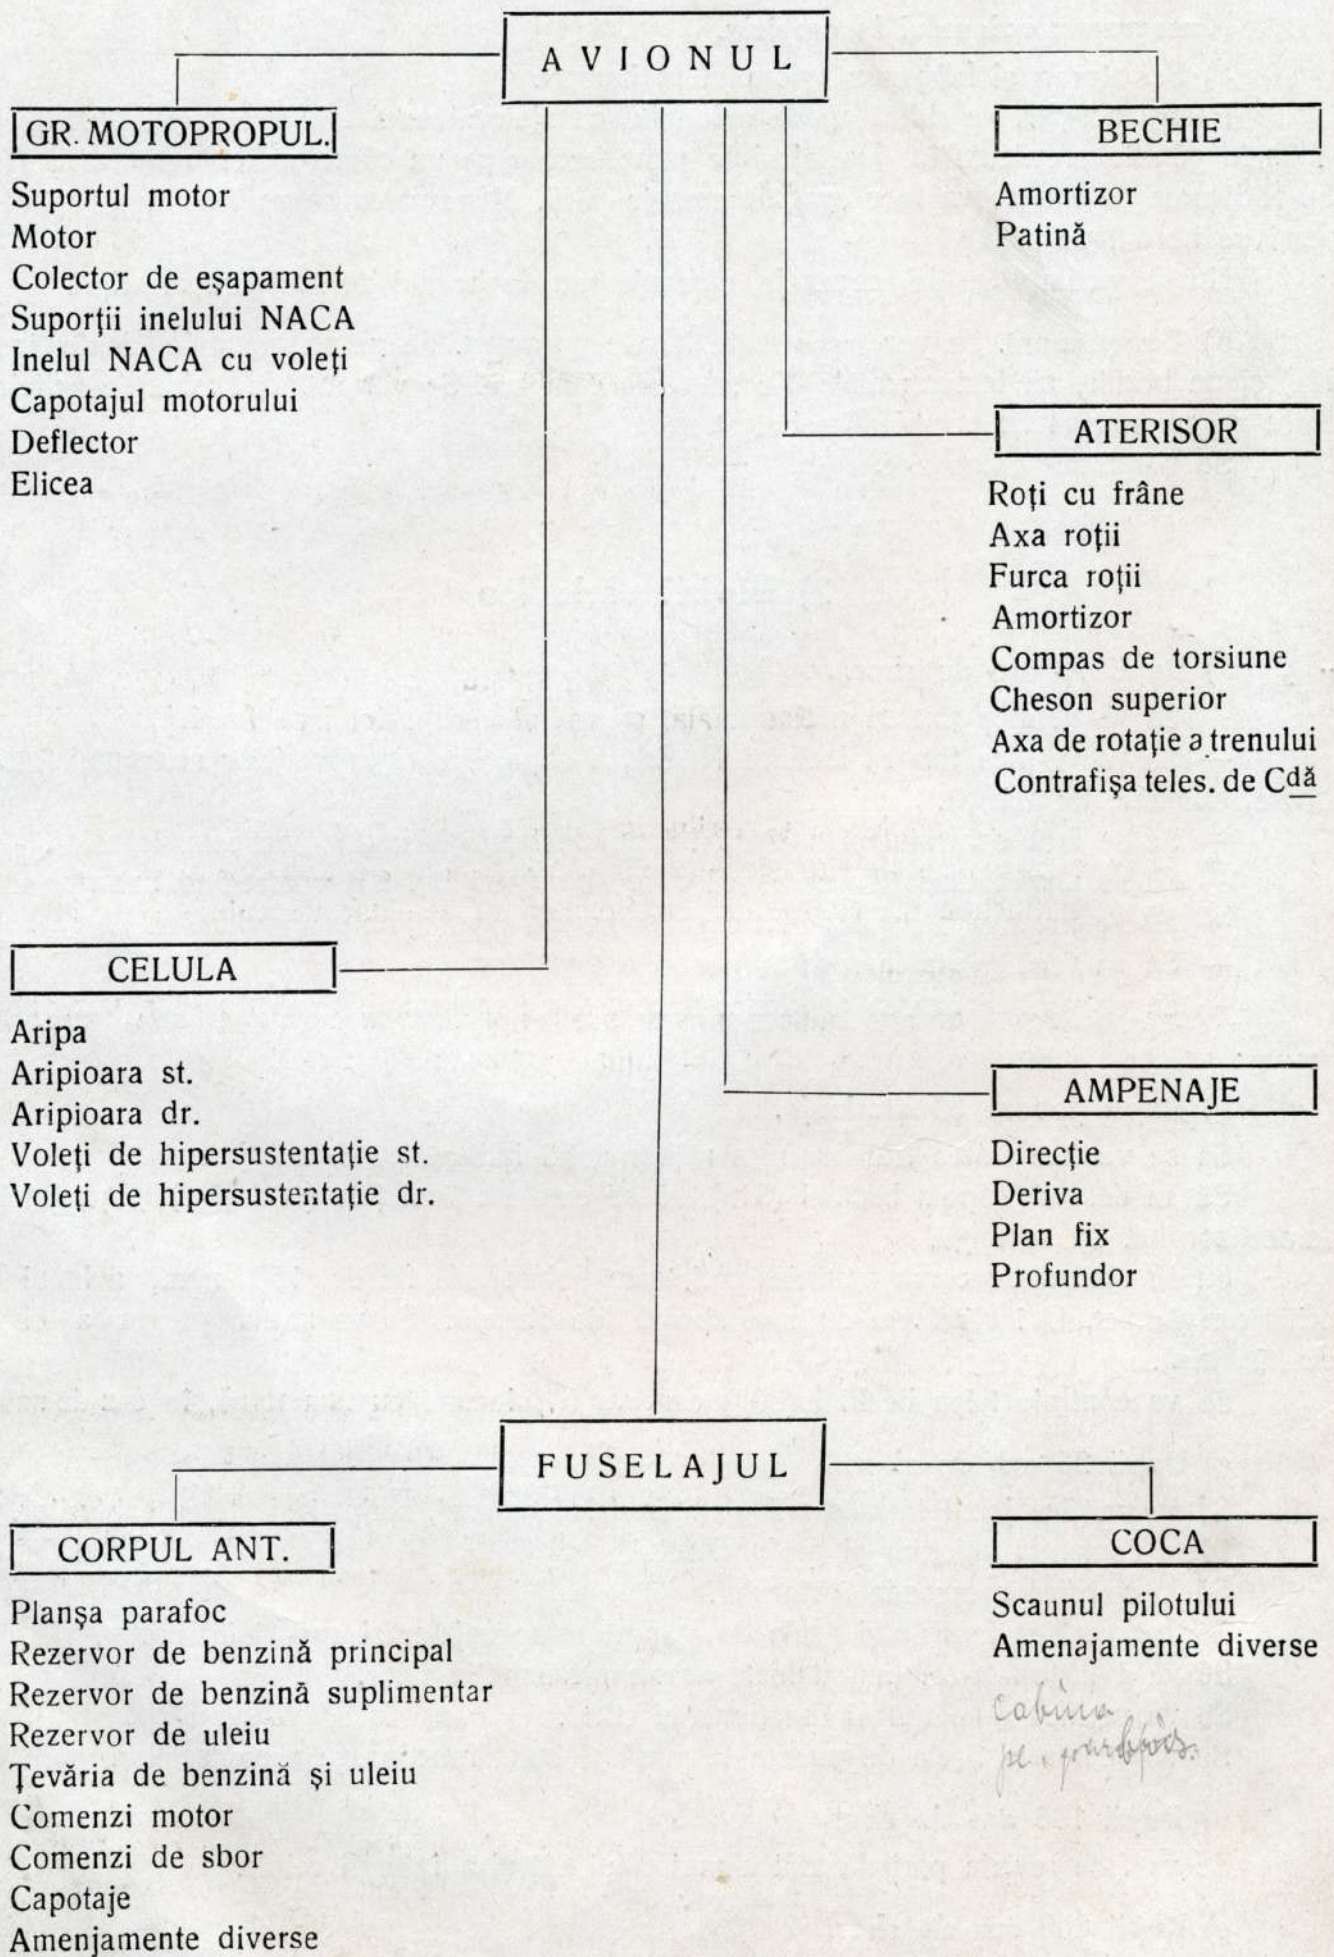 AVIONUL
GR. MOTOPROPUL.
Suportul motor
Motor
Colector de eşapament
Suporţii inelului NACA
Inelul NACA cu voleţi
Capotajul motorului
Deflector
Elicea
BECHIE
Amortizor
Patină
ATERISOR
Roţi cu frâne
Axa roţii
Furca roţii
Amortizor
Compas de torsiune
Cheson superior
Axa de rotaţie a trenului
Contrafişa teles. de Cdă
CELULA
Aripa
Aripioara st.
Aripioara dr.
Voleţi de hipersustentaţie st.
Voleţi de hipersustentaţie dr.
AMPENAJE
Direcţie
Deriva
Plan fix
Profundor
FUSELAJUL
CORPUL ANT.
Planşa parafoc
Rezervor de benzină principal
Rezervor de benzină suplimentar
Rezervor de uleiu
Ţevăria de benzină şi uleiu
Comenzi motor
Comenzi de sbor
Capotaje
Amenjamente diverse
COCA
Scaunul pilotului
Amenajamente diverse
Cabina